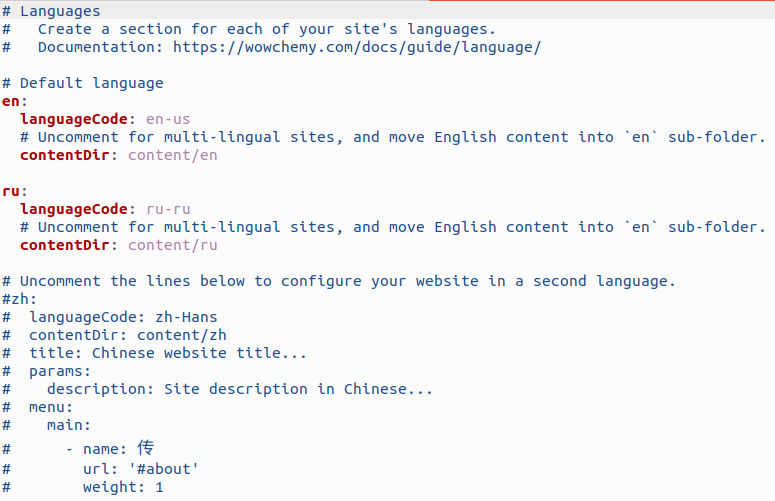 # Languages
#   Create a section for each of your site's languages.
#   Documentation: https://wowchemy.com/docs/guide/language/

# Default language
en:
  languageCode: en-us
  # Uncomment for multi-lingual sites, and move English content into `en` sub-folder.
  contentDir: content/en

ru:
  languageCode: ru-ru
  # Uncomment for multi-lingual sites, and move English content into `en` sub-folder.
  contentDir: content/ru

# Uncomment the lines below to configure your website in a second language.
#zh:
#  languageCode: zh-Hans
#  contentDir: content/zh
#  title: Chinese website title...
#  params:
#    description: Site description in Chinese...
#  menu:
#    main:
#      - name: 传
#        url: '#about'
#        weight: 1